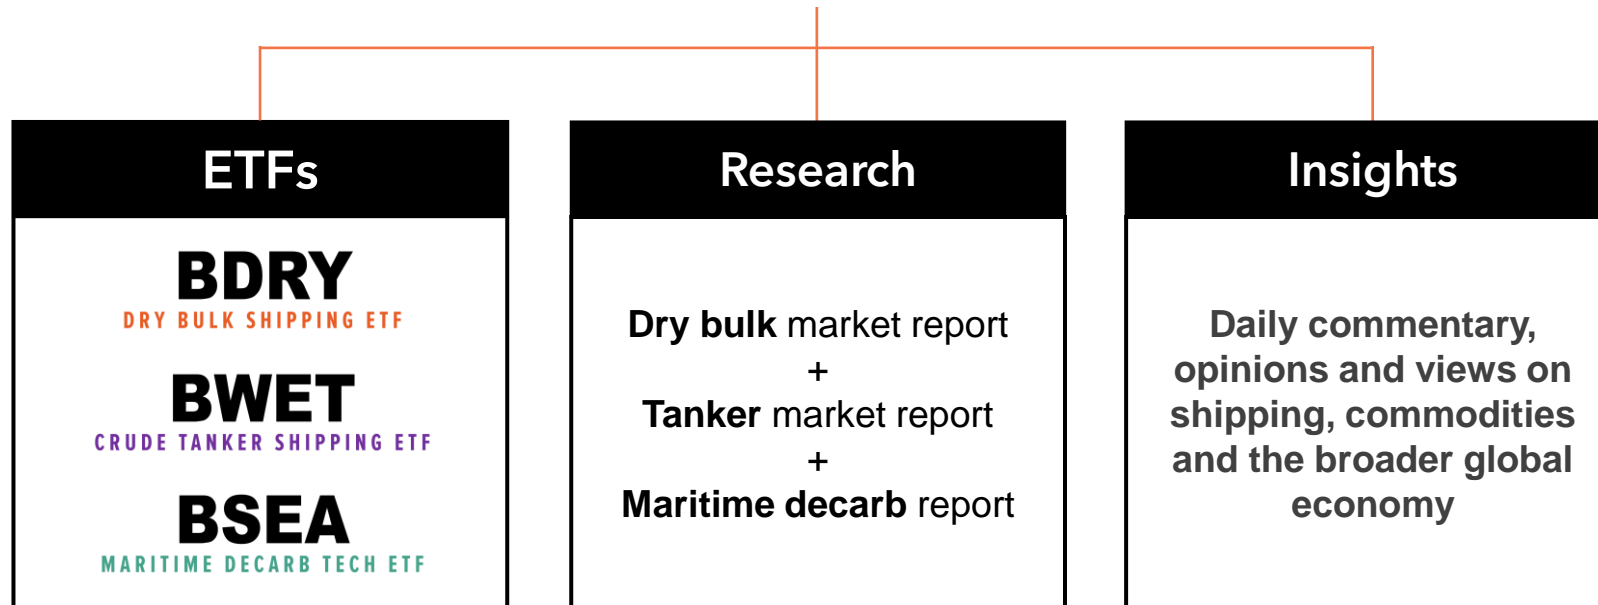 ETFs
BDRY
DRY BULK SHIPPING ETF
BWET
CRUDE TANKER SHIPPING ETF
BSEA
MARITIME DECARB TECH ETF
Research
Dry bulk market report
+
Tanker market report
+
Maritime decarb report
Insights
Daily commentary,
opinions and views on
shipping, commodities
and the broader global
economy